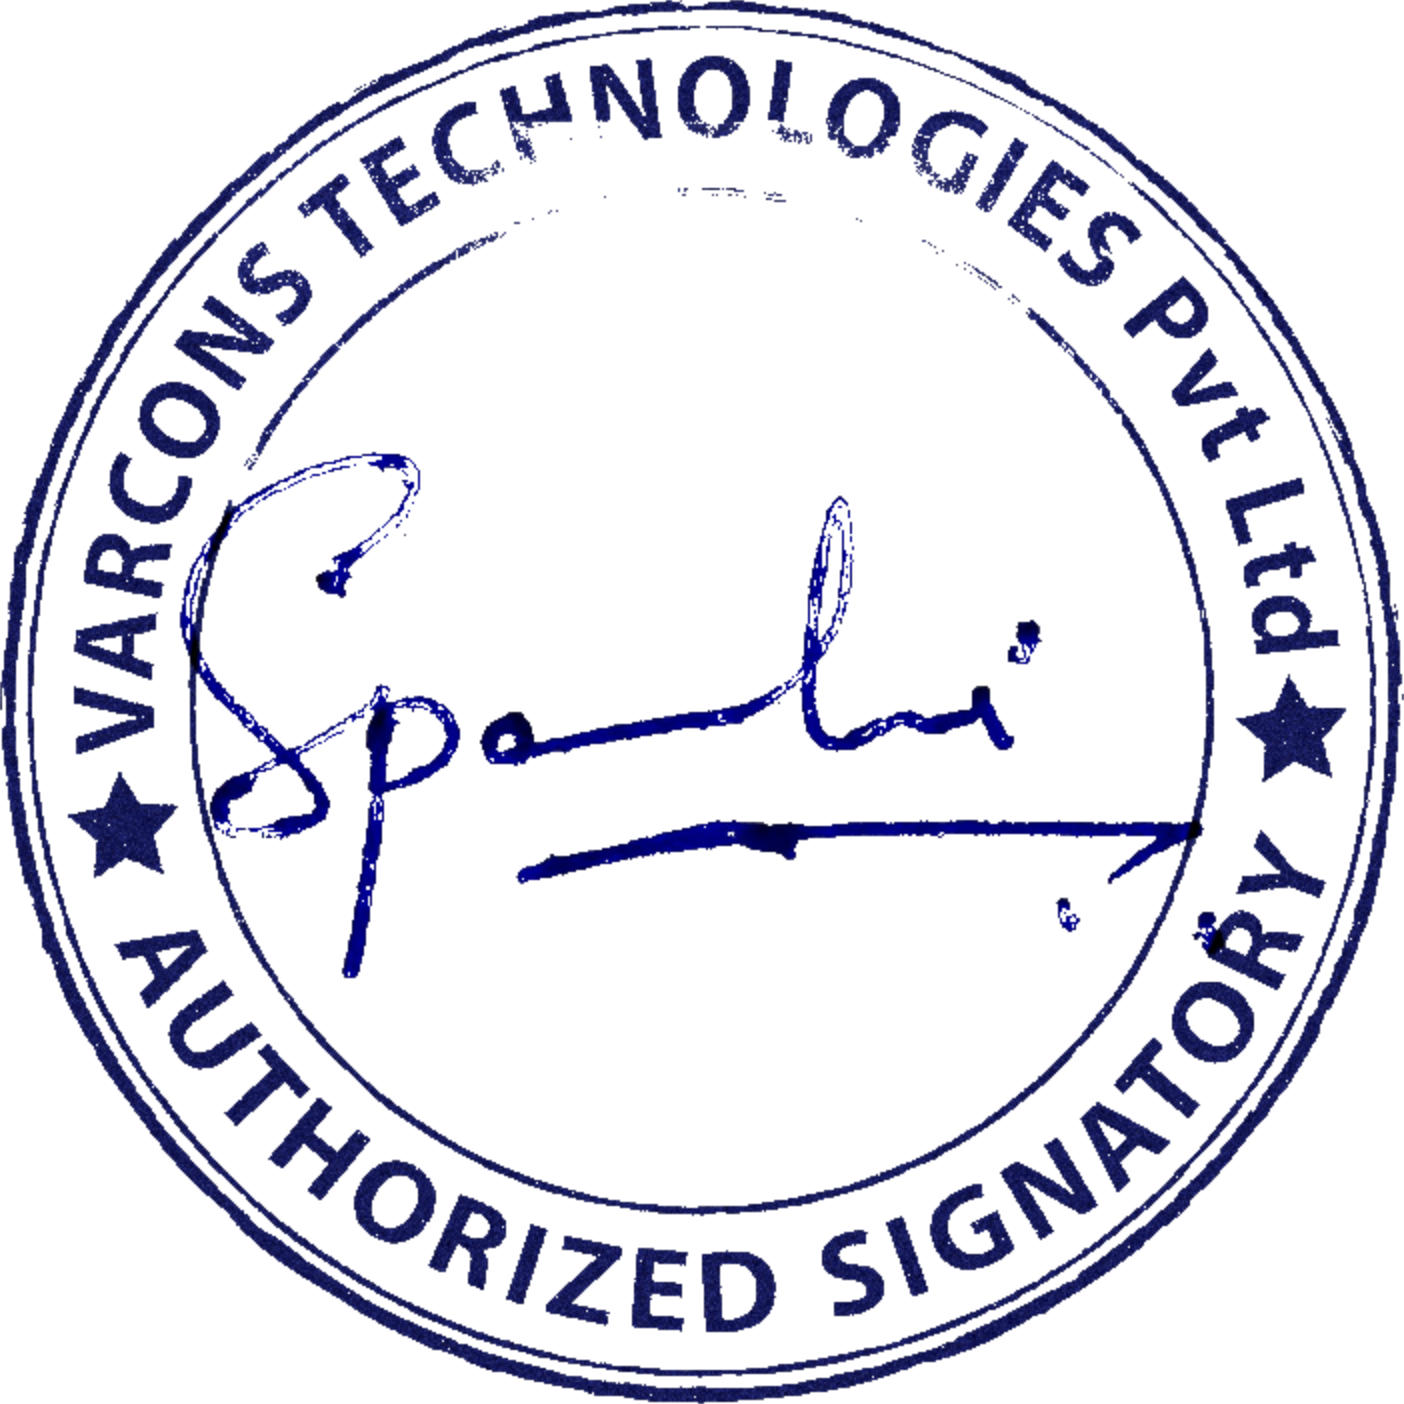 VARCONS TECHNOLOGIES Pvt Ltd
AUTHORIZED SIGNATORY